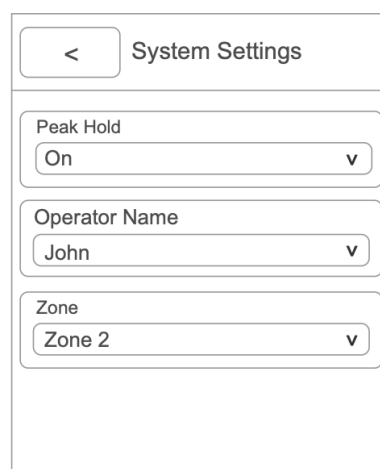 < System Settings
Peak Hold
On v
Operator Name
John v
Zone
Zone 2 v